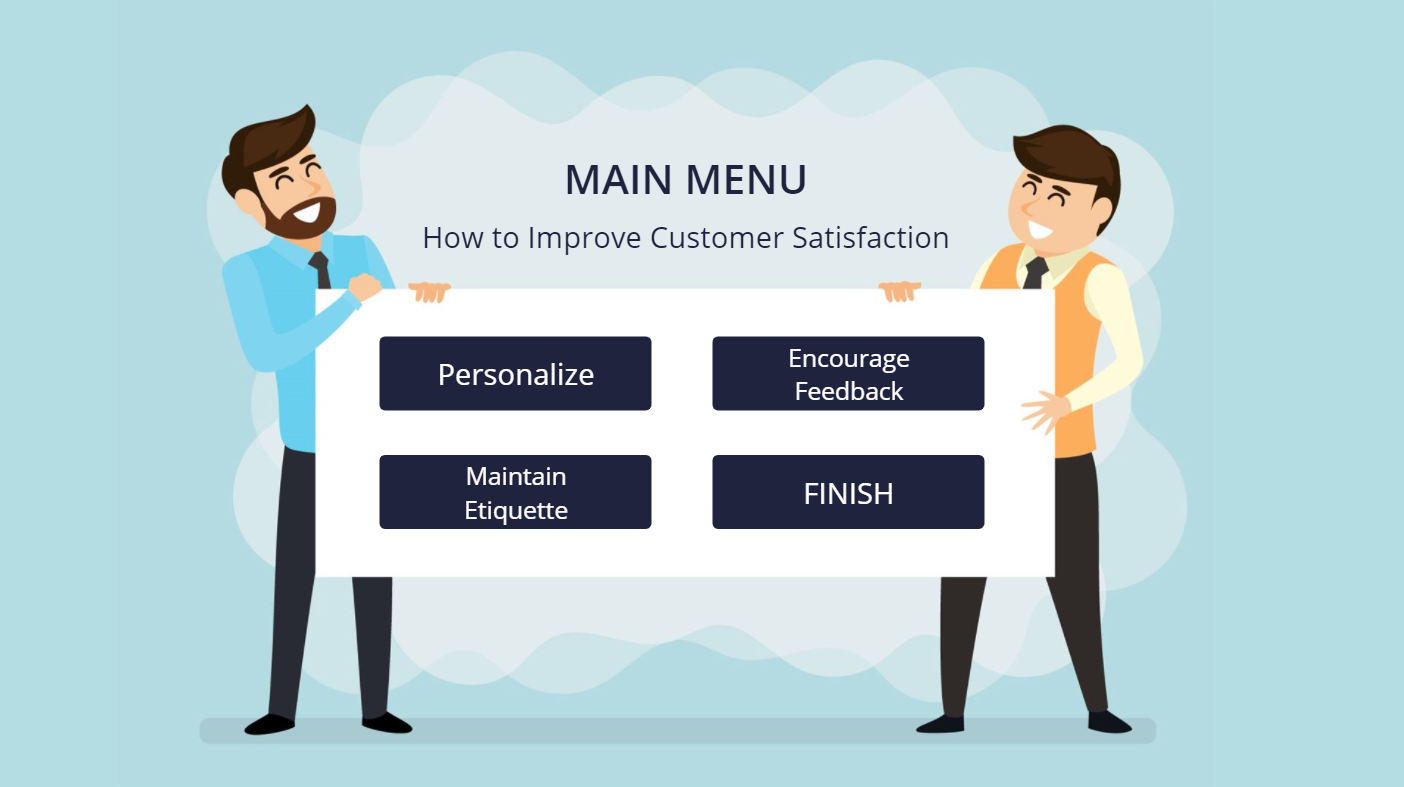 MAIN MENU
How to Improve Customer Satisfaction
Personalize
Encourage
Feedback
Maintain
Etiquette
FINISH